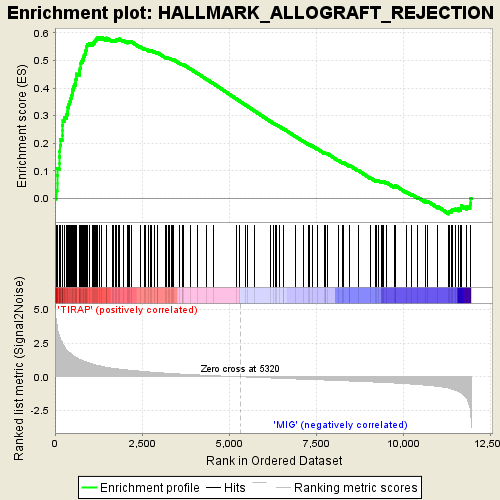 Enrichment plot: HALLMARK_ALLOGRAFT_REJECTION
Enrichment score (ES)
0.6
0.5
0.4
0.3
0.2
0.1
0.0
Ranked list metric (Signal2Noise)
5.0
2.5
0.0
-2.5
'TIRAP' (positively correlated)
Zero cross at 5320
'MIG' (negatively correlated)
0
2,500
5,000
7,500
10,000
12,500
Rank in Ordered Dataset
Enrichment profile
Hits
Ranking metric scores